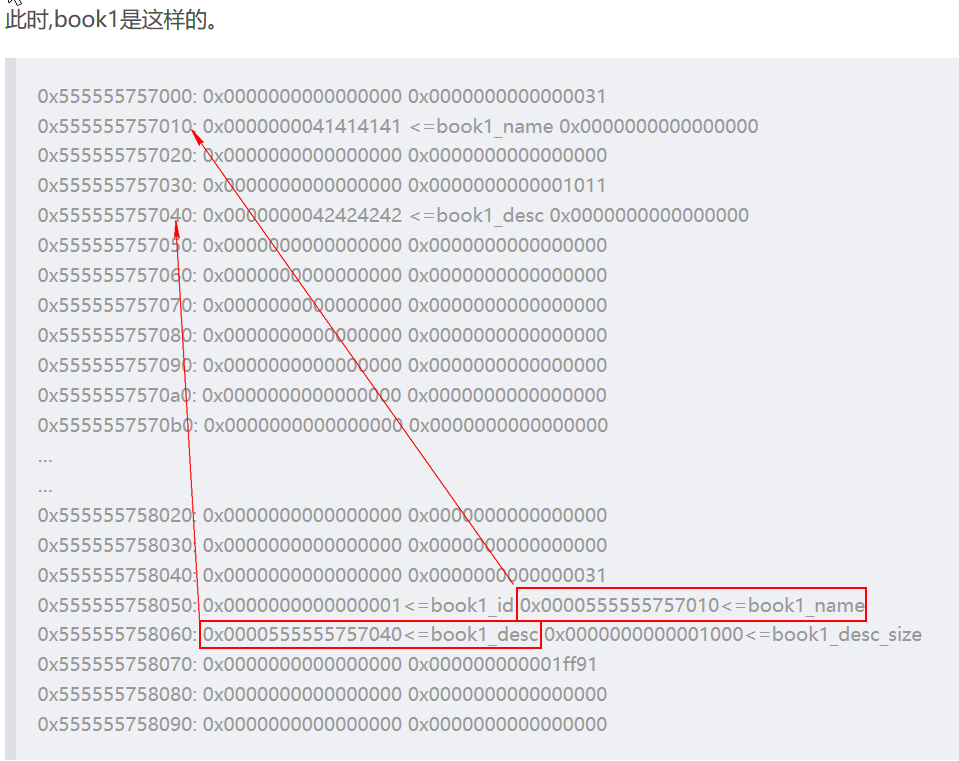 此时,book1是这样的。
0x555555757000: 0x0000000000000000 0x0000000000000031
0x555555757010: 0x0000000041414141 <=book1_name 0x0000000000000000
0x555555757020: 0x0000000000000000 0x0000000000000000
0x555555757030: 0x0000000000000000 0x0000000000001011
0x555555757040: 0x0000000042424242 <=book1_desc 0x0000000000000000
0x555555757050: 0x0000000000000000 0x0000000000000000
0x555555757060: 0x0000000000000000 0x0000000000000000
0x555555757070: 0x0000000000000000 0x0000000000000000
0x555555757080: 0x0000000000000000 0x0000000000000000
0x555555757090: 0x0000000000000000 0x0000000000000000
0x5555557570a0: 0x0000000000000000 0x0000000000000000
0x5555557570b0: 0x0000000000000000 0x0000000000000000
...
...
0x555555758020: 0x0000000000000000 0x0000000000000000
0x555555758030: 0x0000000000000000 0x0000000000000000
0x555555758040: 0x0000000000000000 0x0000000000000031
0x555555758050: 0x0000000000000001<=book1_id 0x0000555555757010<=book1_name
0x555555758060: 0x0000555555757040<=book1_desc 0x0000000000001000<=book1_desc_size
0x555555758070: 0x0000000000000000 0x000000000001ff91
0x555555758080: 0x0000000000000000 0x0000000000000000
0x555555758090: 0x0000000000000000 0x0000000000000000